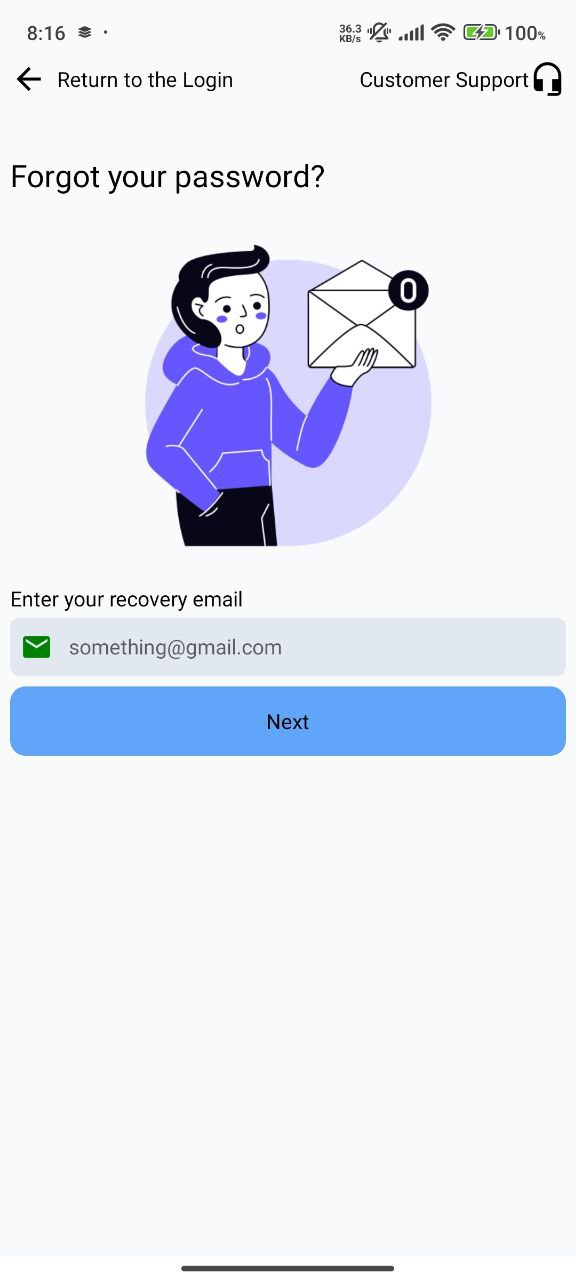 8:16
36.3 KB/s
100%
Return to the Login
Customer Support
Forgot your password?
0
Enter your recovery email
something@gmail.com
Next